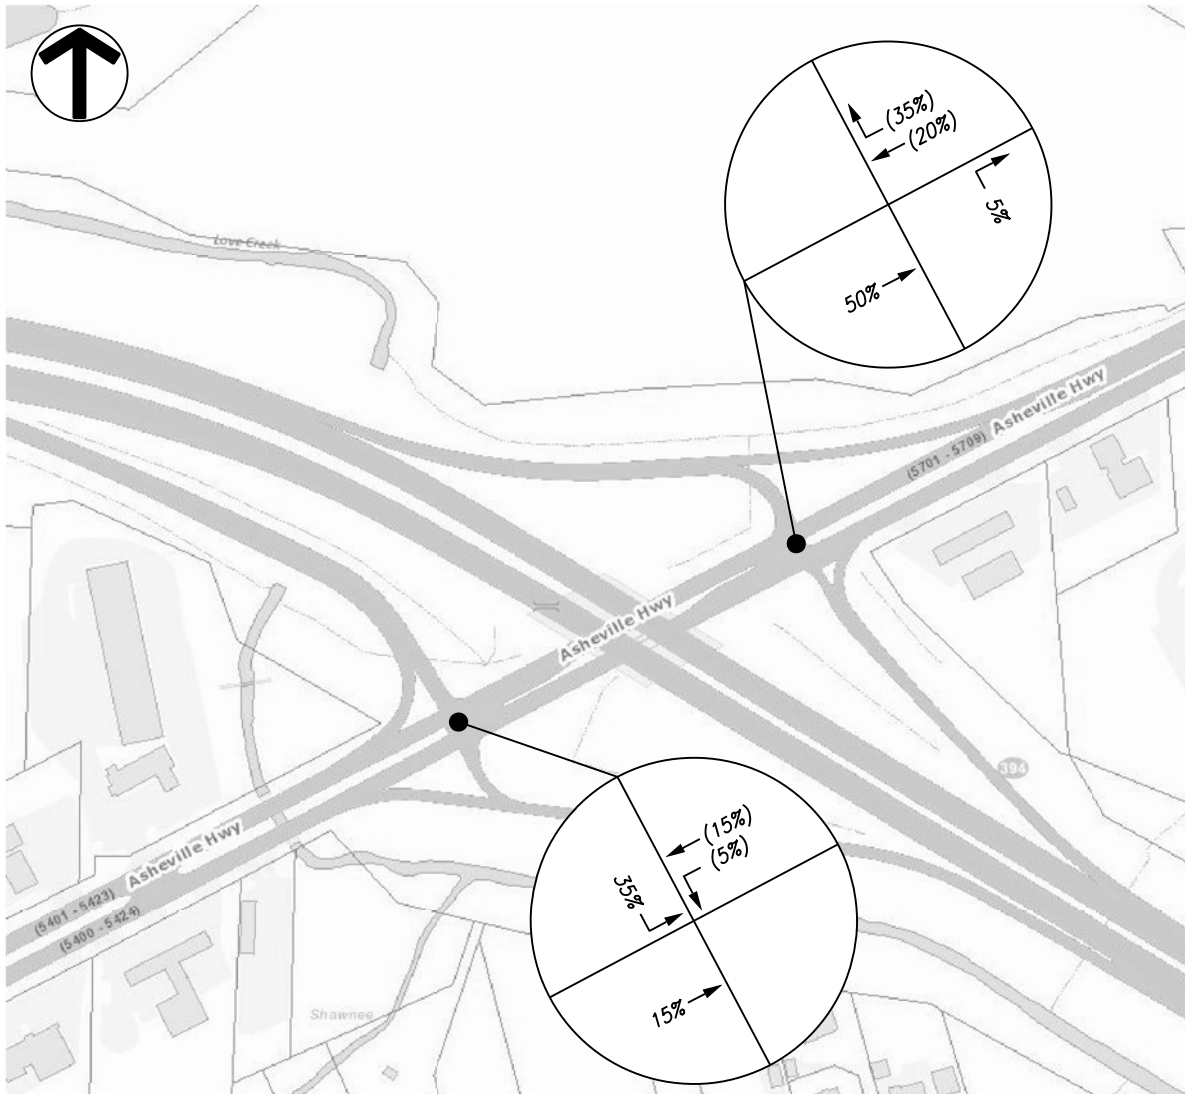 (35%)
(20%)
5%
50%
Love Creek
Asheville Hwy
(5701 - 5709)
Asheville Hwy
394
(15%)
(5%)
35%
15%
Asheville Hwy
(5401 - 5423)
(5400 - 5424)
Shawnee